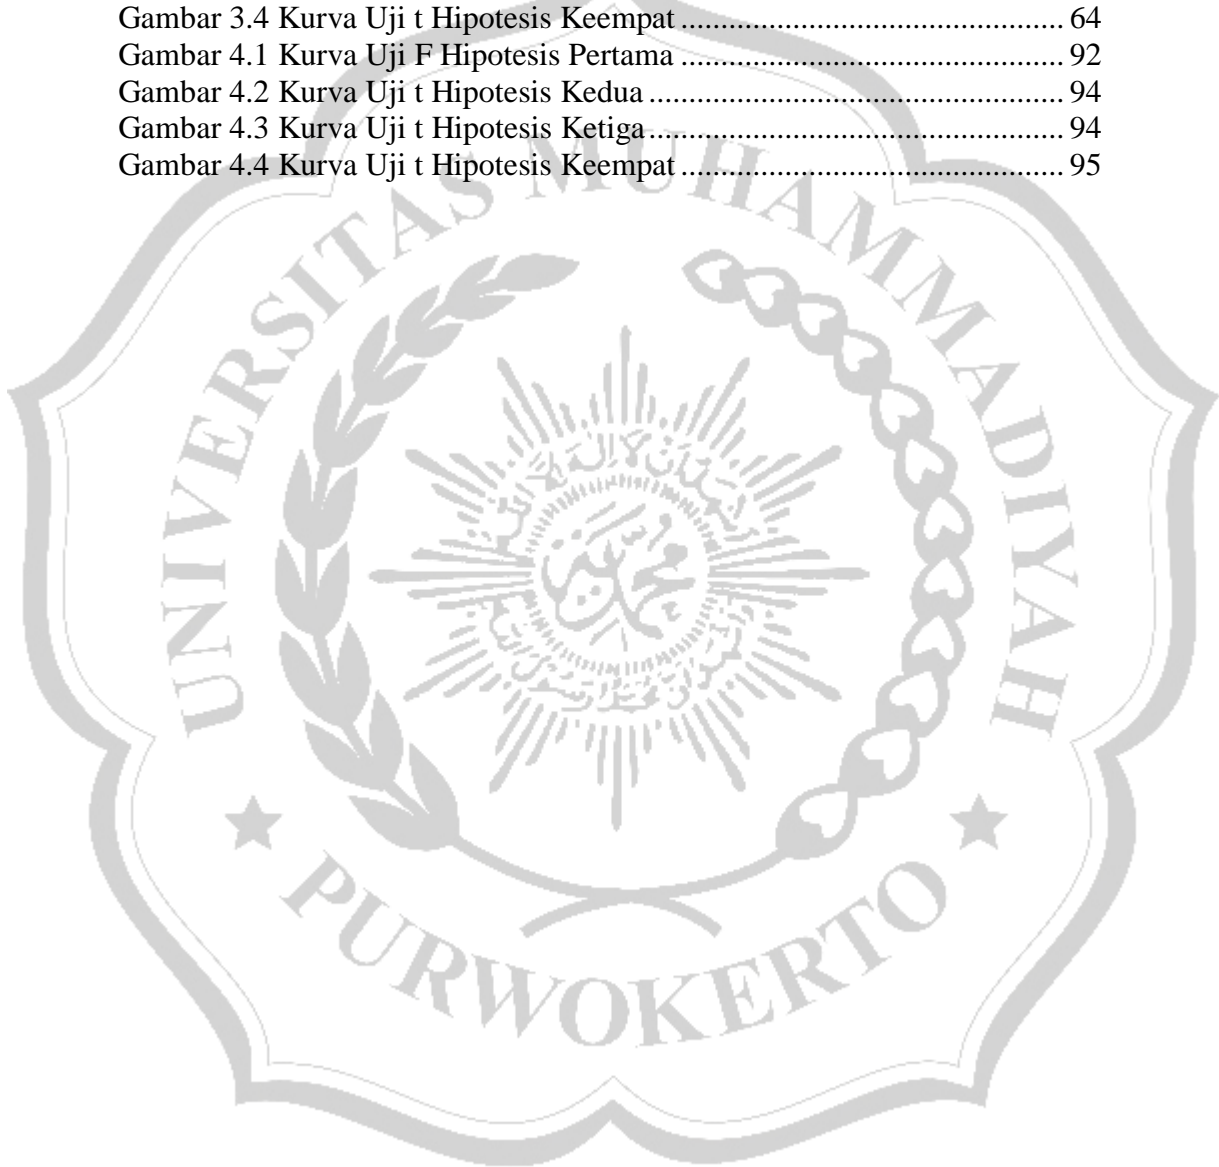 Gambar 3.4 Kurva Uji t Hipotesis Keempat ........................................................ 64
Gambar 4.1 Kurva Uji F Hipotesis Pertama ........................................................ 92
Gambar 4.2 Kurva Uji t Hipotesis Kedua ............................................................. 94
Gambar 4.3 Kurva Uji t Hipotesis Ketiga ............................................................. 94
Gambar 4.4 Kurva Uji t Hipotesis Keempat ........................................................ 95
UNIVERSITAS MUHAMMADIYAH
PURWOKERTO